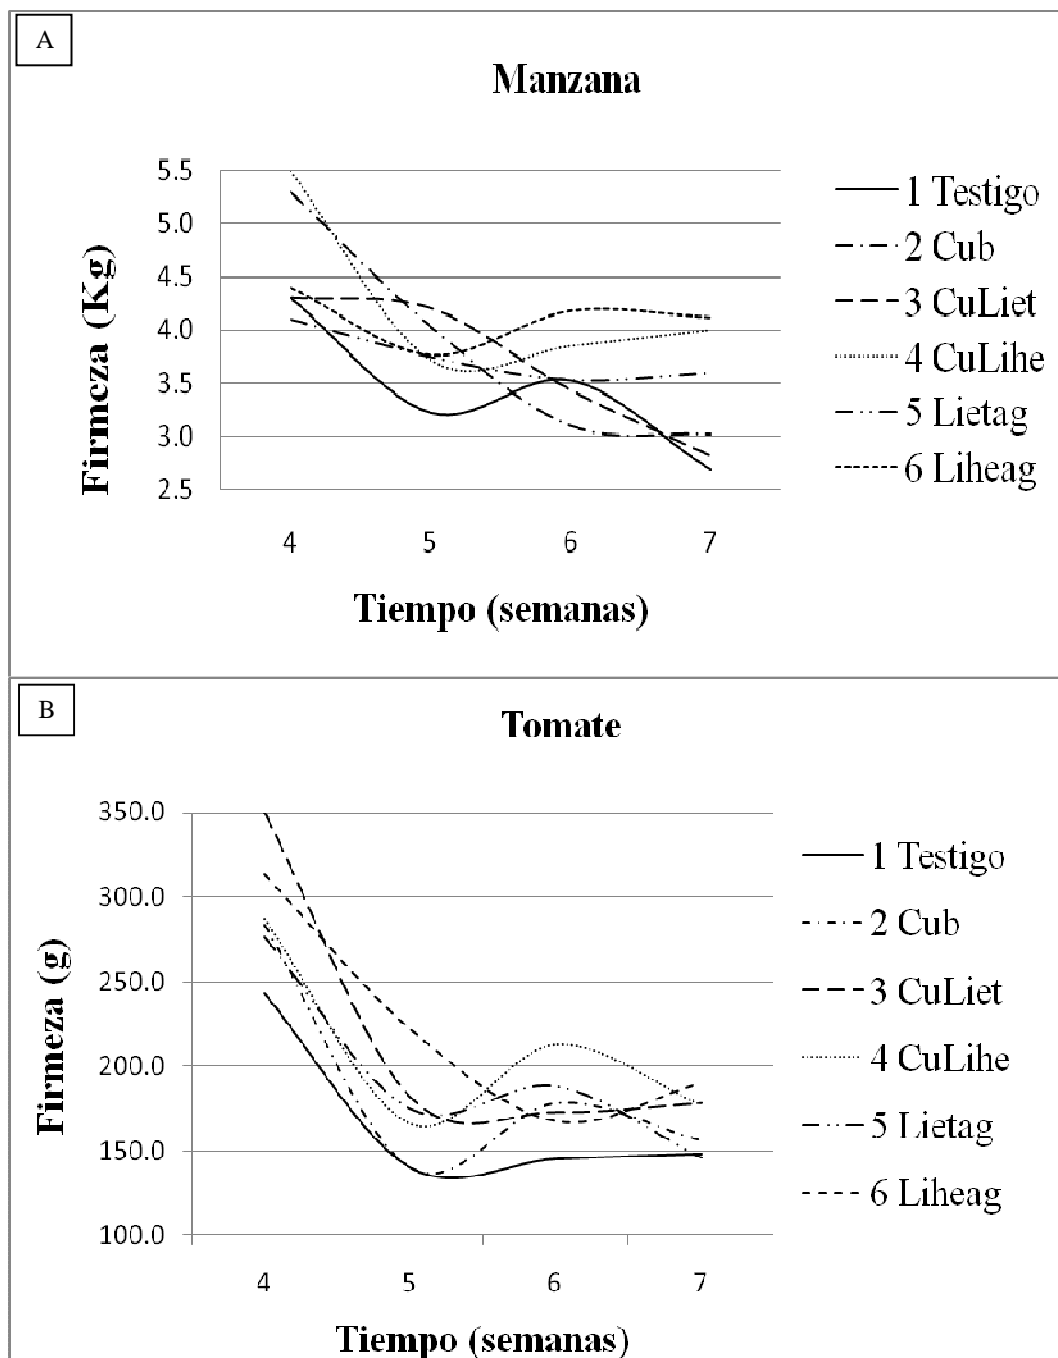 A
Manzana
Firmeza (Kg)
5.5
5.0
4.5
4.0
3.5
3.0
2.5
4 5 6 7
Tiempo (semanas)
1 Testigo
2 Cub
3 CuLiet
4 CuLihe
5 Lietag
6 Liheag
B
Tomate
Firmeza (g)
350.0
300.0
250.0
200.0
150.0
100.0
4 5 6 7
Tiempo (semanas)
1 Testigo
2 Cub
3 CuLiet
4 CuLihe
5 Lietag
6 Liheag